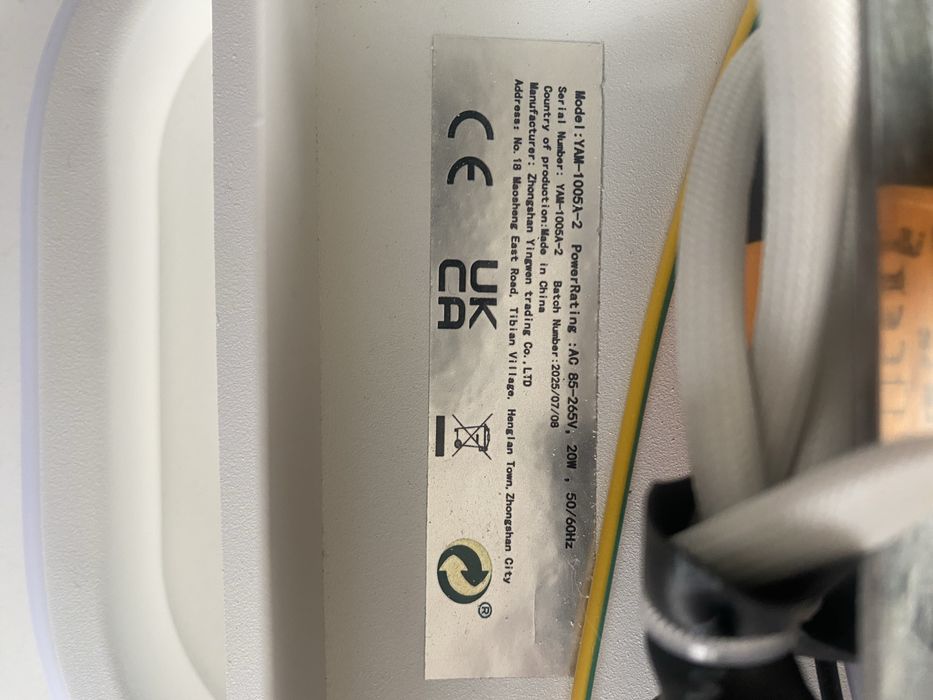 Model:YAM-1005A-2 PowerRating :AC 85-265V, 20W , 50/60Hz
Serial Number: YAM-1005A-2 Batch Number:2025/07/08
Country of production:Made in China
Manufacturer: Zhongshan Yingwen trading Co.,LTD
Address: No.18 Maosheng East Road, Tibian Village, Henglan Town, Zhongshan City
CE
UK
CA
®